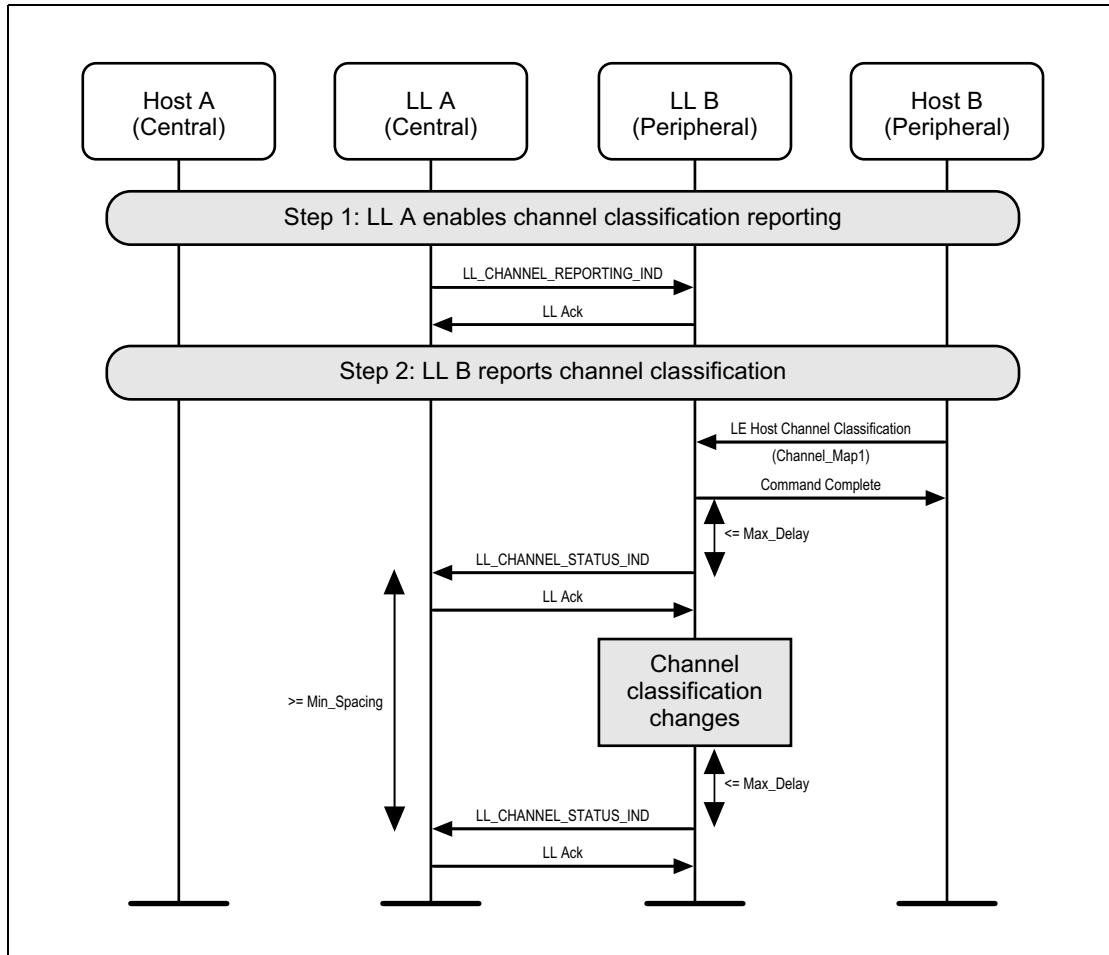 Host A
(Central)
LL A
(Central)
LL B
(Peripheral)
Host B
(Peripheral)
Step 1: LL A enables channel classification reporting
LL_CHANNEL_REPORTING_IND
LL Ack
Step 2: LL B reports channel classification
LE Host Channel Classification
(Channel_Map1)
Command Complete
<= Max_Delay
LL_CHANNEL_STATUS_IND
LL Ack
Channel
classification
changes
>= Min_Spacing
<= Max_Delay
LL_CHANNEL_STATUS_IND
LL Ack